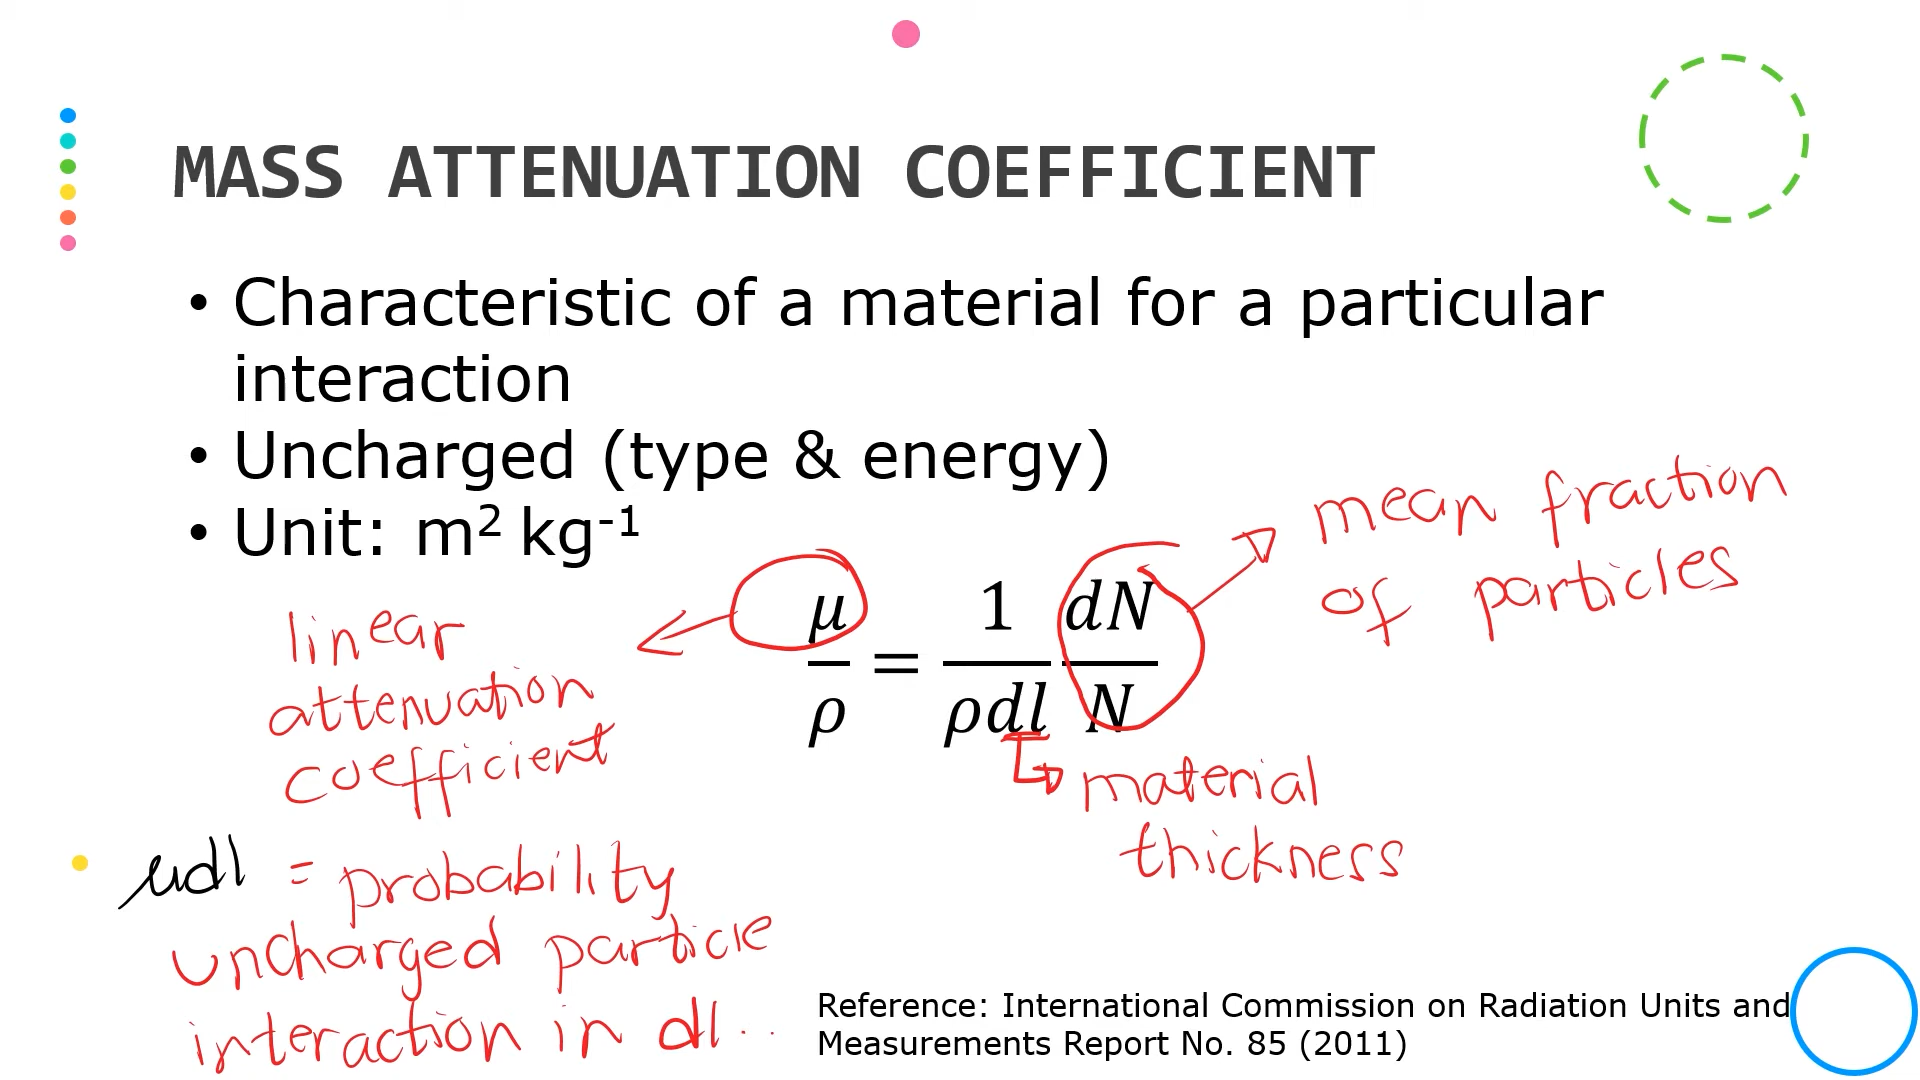 MASS ATTENUATION COEFFICIENT
• Characteristic of a material for a particular
interaction
• Uncharged (type & energy)
• Unit: m² kg⁻¹
mean fraction
of particles
linear
attenuation
coefficient
μ/ρ = 1/ρdl dN/N
material
thickness
μdl = probability
uncharged particle
interaction in dl..
Reference: International Commission on Radiation Units and
Measurements Report No. 85 (2011)